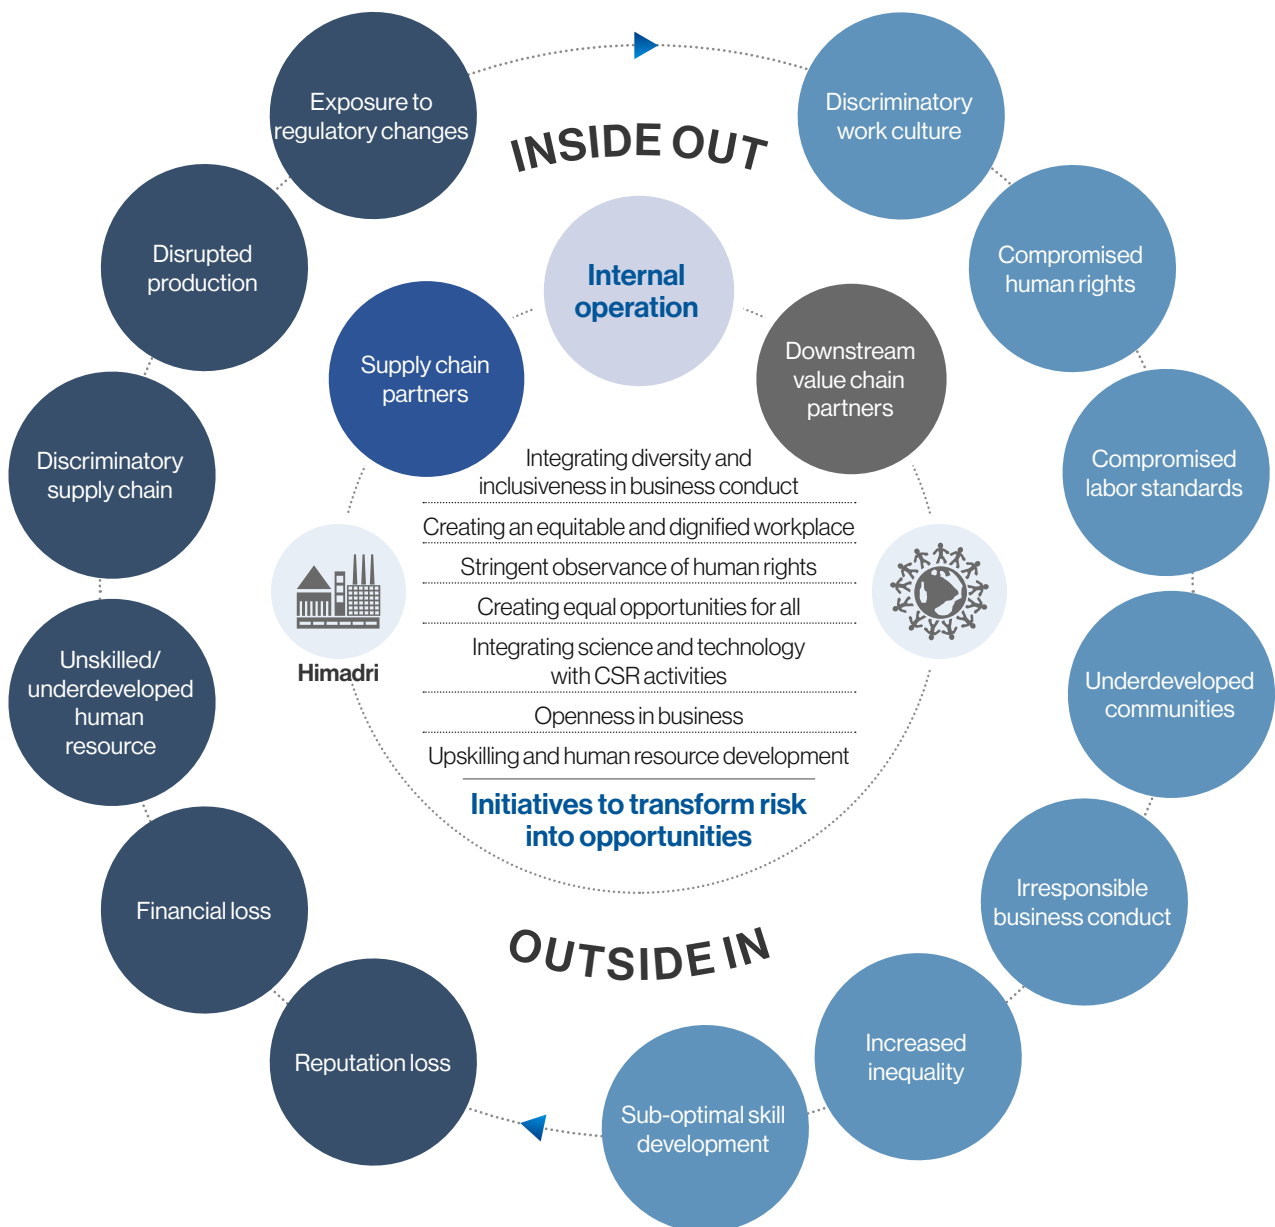 INSIDE OUT
Exposure to
regulatory changes
Disrupted
production
Discriminatory
supply chain
Unskilled/
underdeveloped
human
resource
Financial loss
Reputation loss
Discriminatory
work culture
Compromised
human rights
Compromised
labor standards
Underdeveloped
communities
Irresponsible
business conduct
Increased
inequality
Sub-optimal skill
development
Supply chain
partners
Internal
operation
Downstream
value chain
partners
Himadri
Integrating diversity and
inclusiveness in business conduct
Creating an equitable and dignified workplace
Stringent observance of human rights
Creating equal opportunities for all
Integrating science and technology
with CSR activities
Openness in business
Upskilling and human resource development
Initiatives to transform risk
into opportunities
OUTSIDE IN